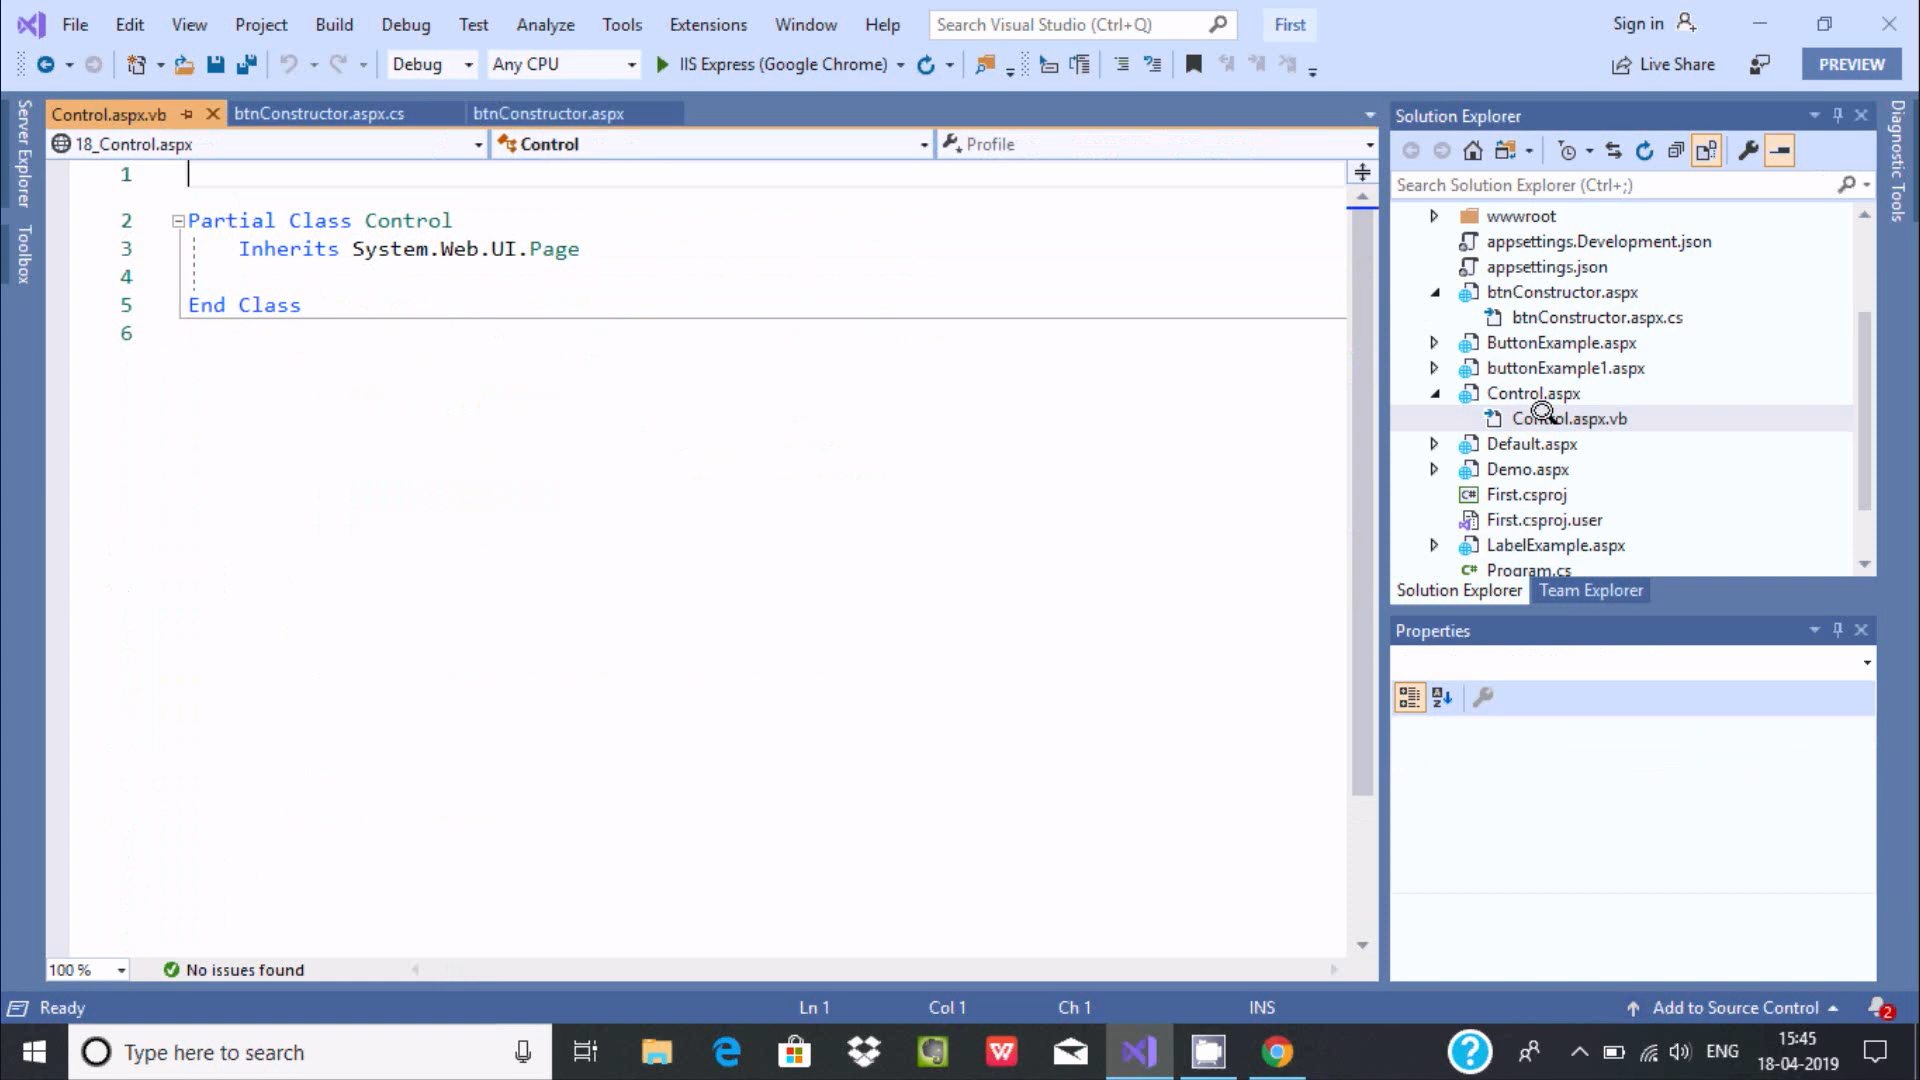 File Edit View Project Build Debug Test Analyze Tools Extensions Window Help Search Visual Studio (Ctrl+Q) First Sign in
Debug Any CPU IIS Express (Google Chrome) Live Share PREVIEW
Server Explorer
Toolbox
Control.aspx.vb btnConstructor.aspx.cs btnConstructor.aspx
18_Control.aspx Control Profile
1
2 Partial Class Control
3 Inherits System.Web.UI.Page
4
5 End Class
6
100 % No issues found
Solution Explorer
Search Solution Explorer (Ctrl+;)
wwwroot
appsettings.Development.json
appsettings.json
btnConstructor.aspx
btnConstructor.aspx.cs
ButtonExample.aspx
buttonExample1.aspx
Control.aspx
Control.aspx.vb
Default.aspx
Demo.aspx
C# First.csproj
First.csproj.user
LabelExample.aspx
C# Program.cs
Solution Explorer Team Explorer
Properties
Diagnostic Tools
Ready Ln 1 Col 1 Ch 1 INS Add to Source Control 2
Type here to search ENG 15:45
18-04-2019